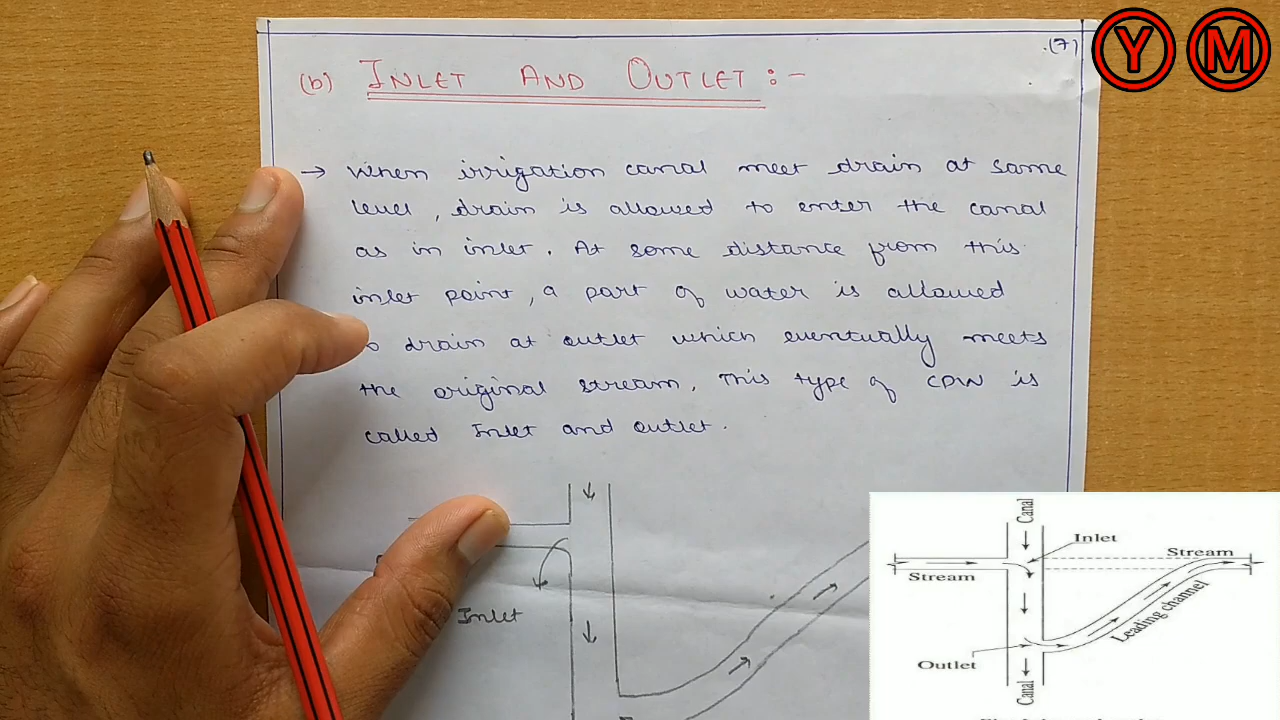 (7)
Y M
(b) INLET AND OUTLET :-
→ When irrigation canal meet drain at same
level, drain is allowed to enter the canal
as in inlet. At some distance from this
inlet point, a part of water is allowed
drain at outlet which eventually meets
the original stream. This type of CDW is
called Inlet and outlet.
Inlet
Canal
Inlet
Stream
Stream
Leading channel
Outlet
Canal